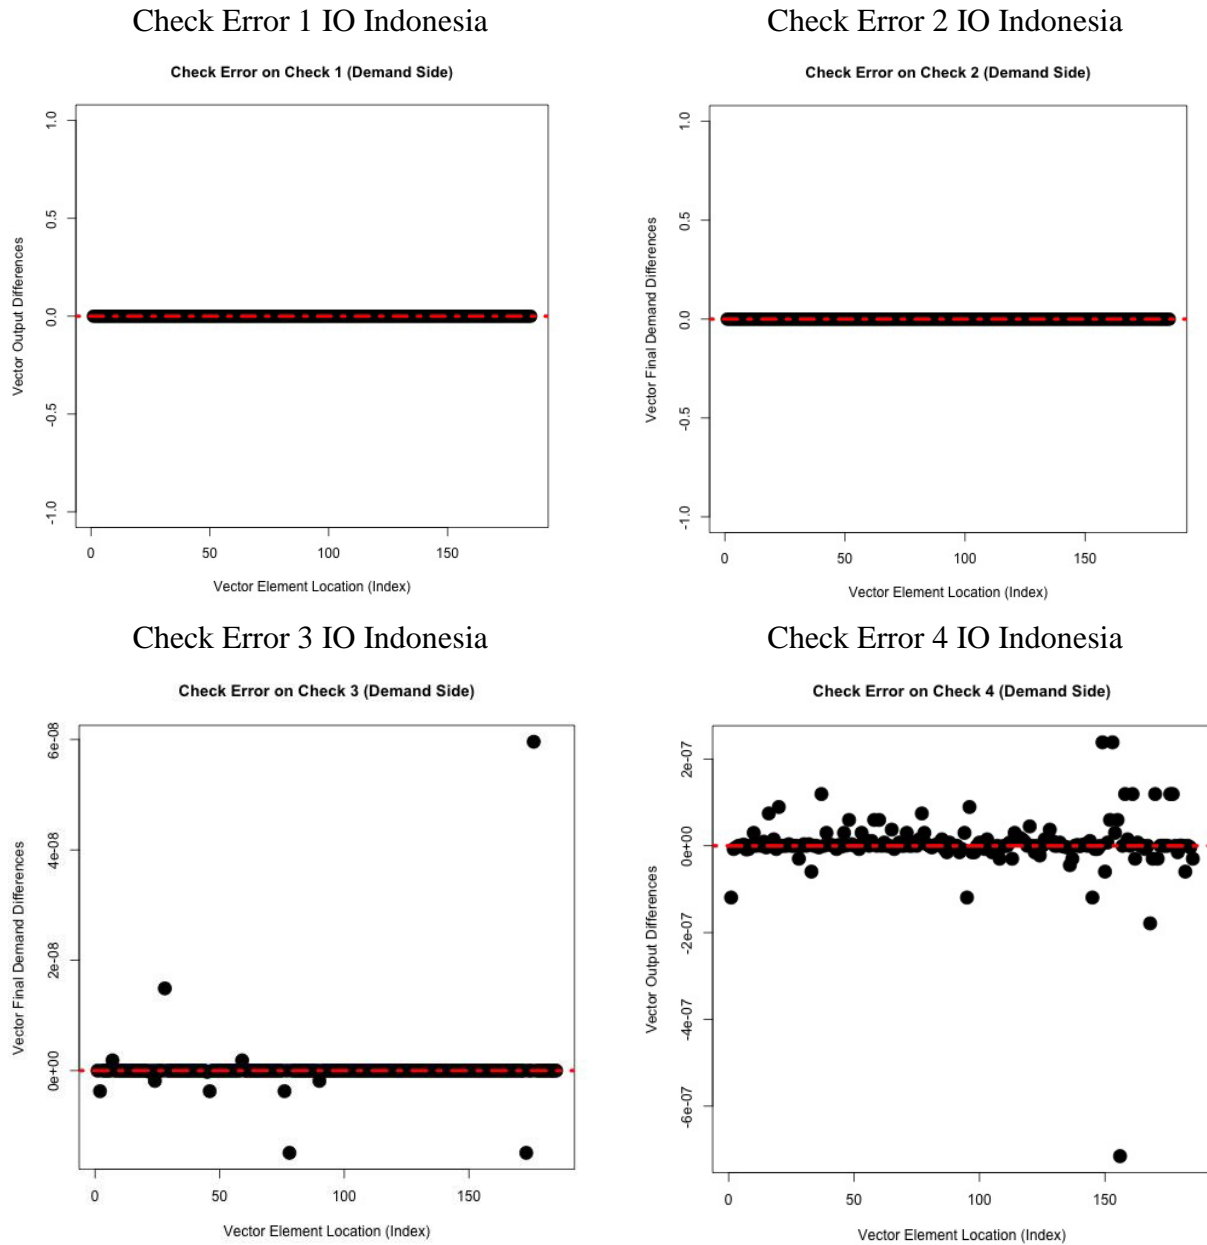 Check Error 1 IO Indonesia
Check Error on Check 1 (Demand Side)
Vector Output Differences
1.0
0.5
0.0
-0.5
-1.0
0 50 100 150
Vector Element Location (Index)
Check Error 2 IO Indonesia
Check Error on Check 2 (Demand Side)
Vector Final Demand Differences
1.0
0.5
0.0
-0.5
-1.0
0 50 100 150
Vector Element Location (Index)
Check Error 3 IO Indonesia
Check Error on Check 3 (Demand Side)
Vector Final Demand Differences
6e-08
4e-08
2e-08
0e+00
0 50 100 150
Vector Element Location (Index)
Check Error 4 IO Indonesia
Check Error on Check 4 (Demand Side)
Vector Output Differences
2e-07
0e+00
-2e-07
-4e-07
-6e-07
0 50 100 150
Vector Element Location (Index)